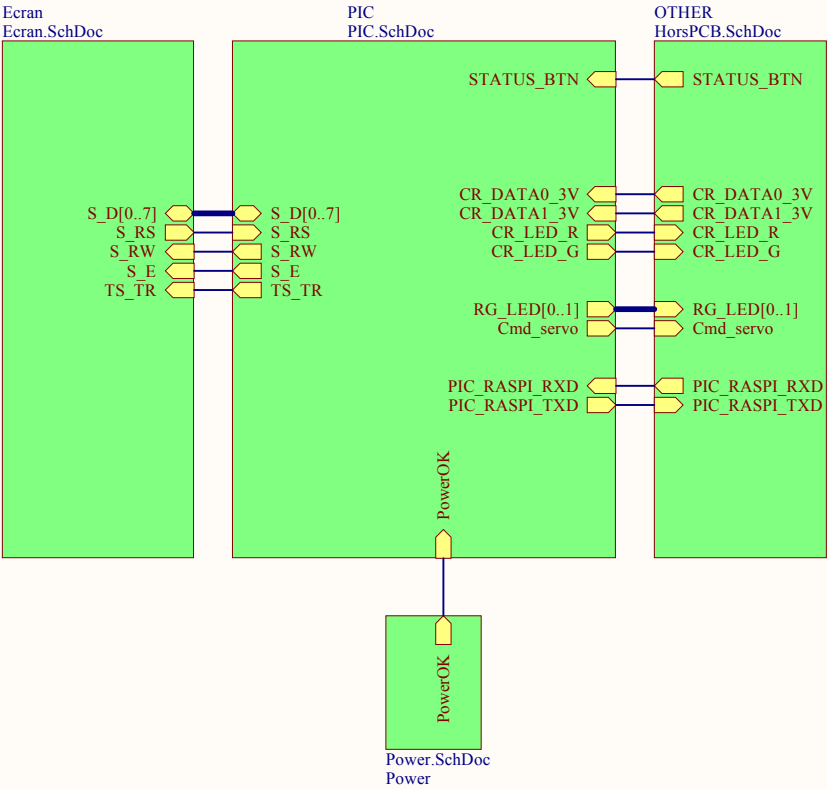 Ecran
Ecran.SchDoc
PIC
PIC.SchDoc
OTHER
HorsPCB.SchDoc
STATUS_BTN STATUS_BTN
CR_DATA0_3V CR_DATA0_3V
S_D[0..7] S_D[0..7] CR_DATA1_3V CR_DATA1_3V
S_RS S_RS CR_LED_R CR_LED_R
S_RW S_RW CR_LED_G CR_LED_G
S_E S_E
TS_TR TS_TR
RG_LED[0..1] RG_LED[0..1]
Cmd_servo Cmd_servo
PIC_RASPI_RXD PIC_RASPI_RXD
PIC_RASPI_TXD PIC_RASPI_TXD
PowerOK
PowerOK
Power.SchDoc
Power